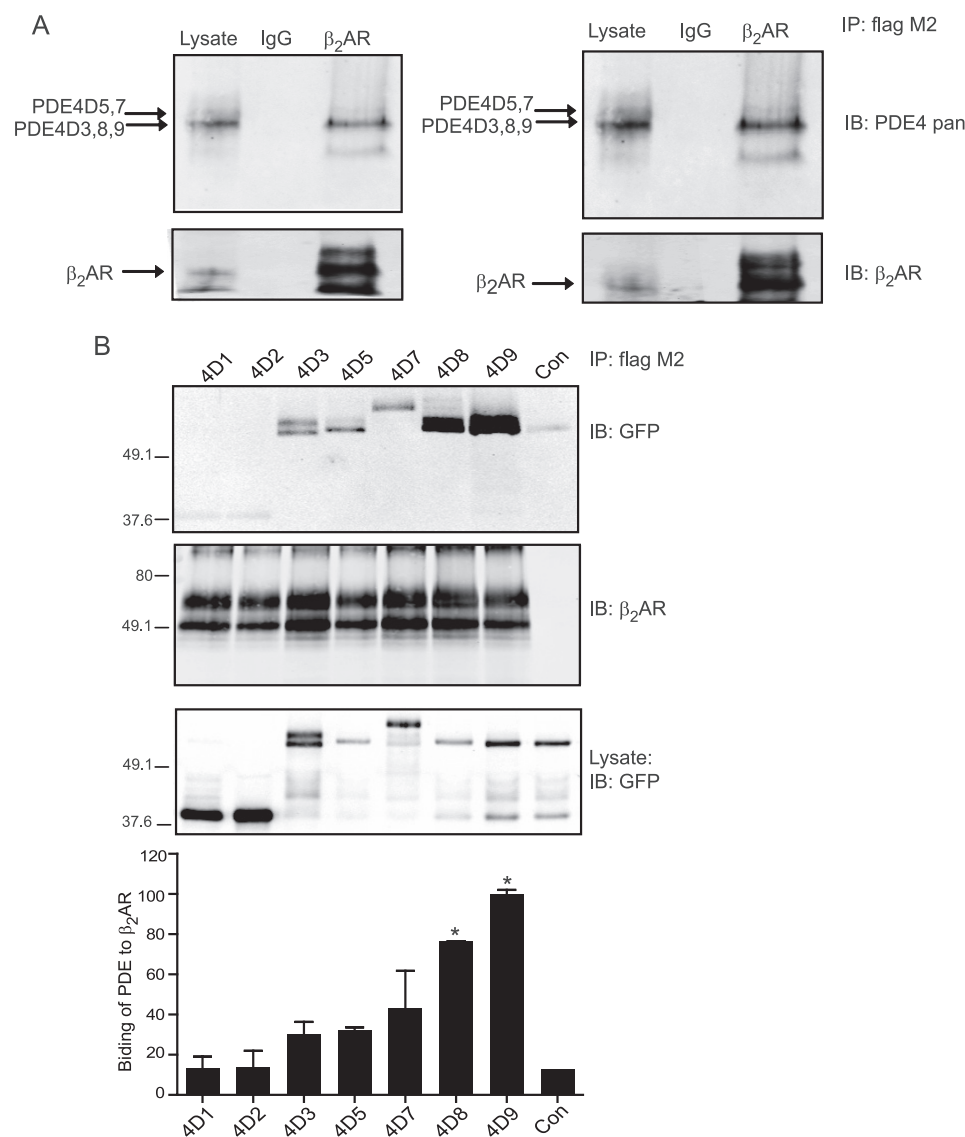 A
Lysate IgG β2AR
Lysate IgG β2AR
IP: flag M2
PDE4D5,7
PDE4D3,8,9
PDE4D5,7
PDE4D3,8,9
IB: PDE4 pan
β2AR
β2AR
IB: β2AR
B
4D1 4D2 4D3 4D5 4D7 4D8 4D9 Con
IP: flag M2
IB: GFP
49.1
37.6
80
49.1
IB: β2AR
49.1
37.6
Lysate:
IB: GFP
Biding of PDE to β2AR
120
100
80
60
40
20
0
* *
4D1 4D2 4D3 4D5 4D7 4D8 4D9 Con